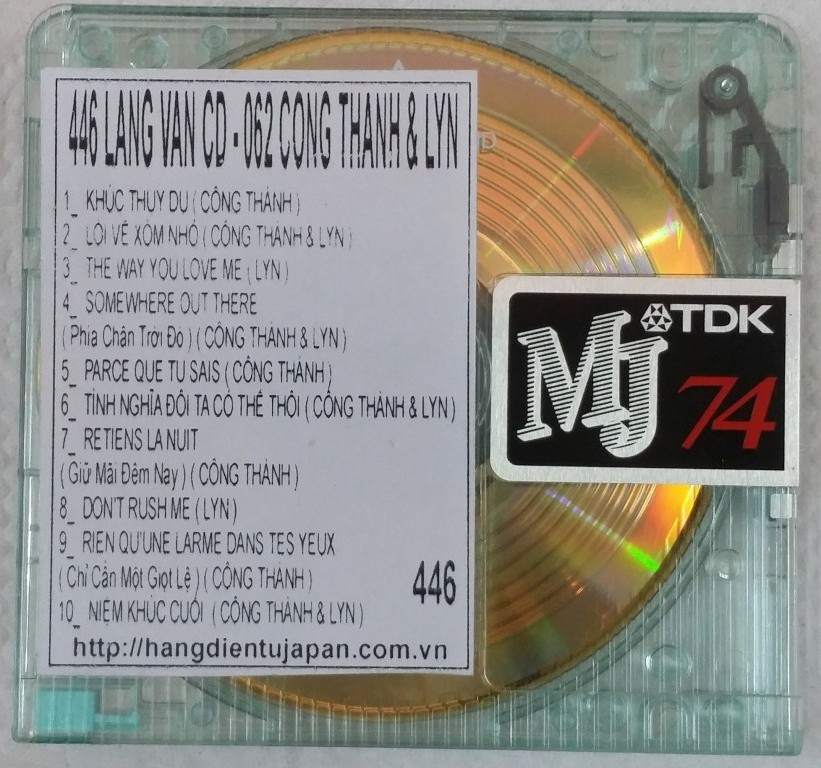 446 LANG VAN CD - 062 CONG THANH & LYN
1_ KHÚC THỤY DU ( CÔNG THÀNH )
2_ LỐI VỀ XÓM NHỎ ( CÔNG THÀNH & LYN )
3_ THE WAY YOU LOVE ME ( LYN )
4_ SOMEWHERE OUT THERE
( Phía Chân Trời Đó ) ( CÔNG THÀNH & LYN )
5_ PARCE QUE TU SAIS ( CÔNG THÀNH )
6_ TÌNH NGHĨA ĐÔI TA CÓ THẾ THÔI ( CÔNG THÀNH & LYN )
7_ RETIENS LA NUIT
( Giữ Mãi Đêm Nay ) ( CÔNG THÀNH )
8_ DON'T RUSH ME ( LYN )
9_ RIEN QU'UNE LARME DANS TES YEUX
( Chỉ Cần Một Giọt Lệ ) ( CÔNG THÀNH )
10_ NIỆM KHÚC CUỐI ( CÔNG THÀNH & LYN )
446
http://hangdientujapan.com.vn
TDK
MJ
74